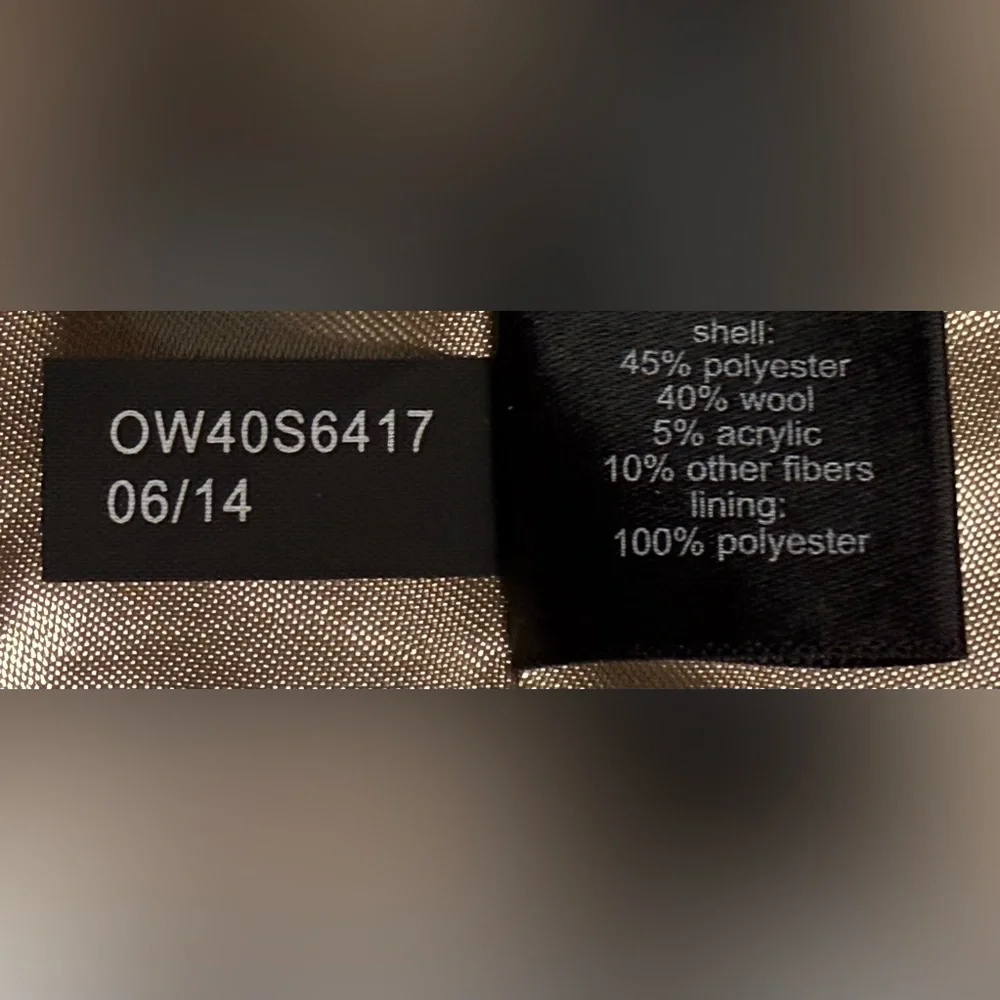 OW40S6417
06/14
shell:
45% polyester
40% wool
5% acrylic
10% other fibers
lining:
100% polyester